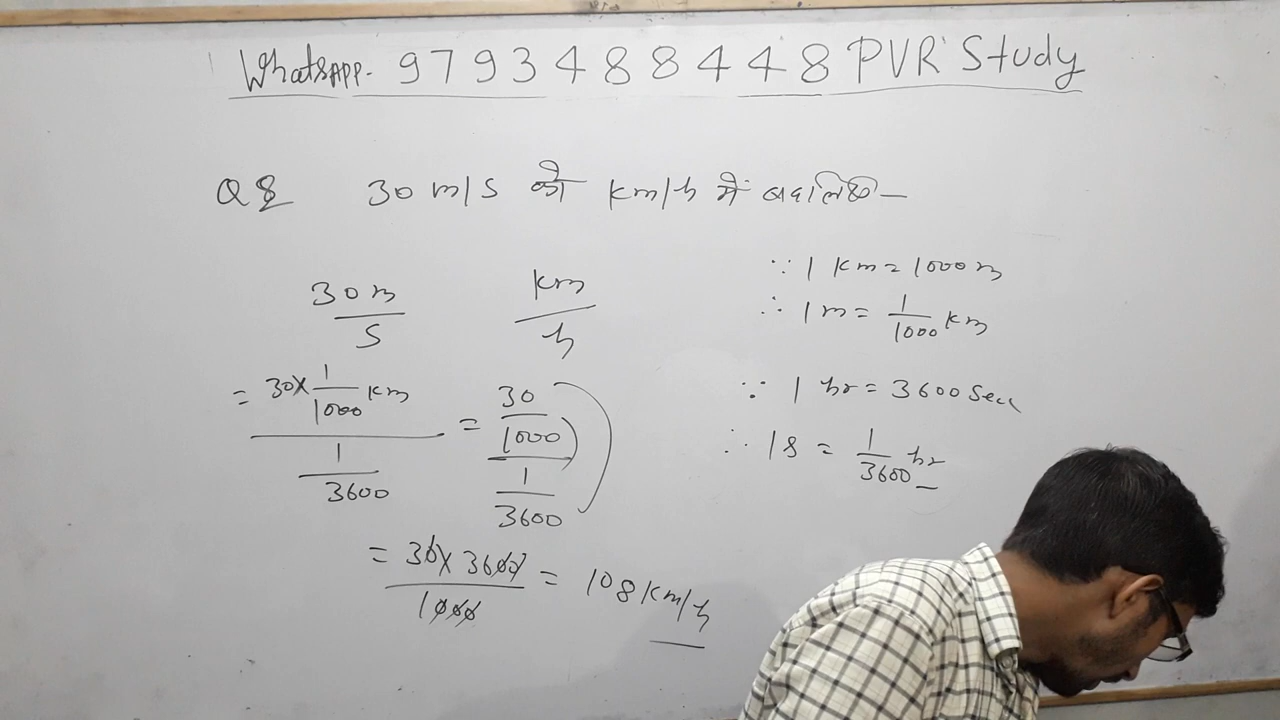 WhatsAPP- 9793488448 PVR Study
Q 8 30 m/s को km/h में बदलिये-
30 m / s km / h
= 30 x 1/1000 km / 1/3600 = 30/1000 / 1/3600
= 30 x 3600 / 1000 = 108 km/h
∵ 1 km = 1000 m
∴ 1 m = 1/1000 km
∵ 1 hr = 3600 Sec
∴ 1 s = 1/3600 hr